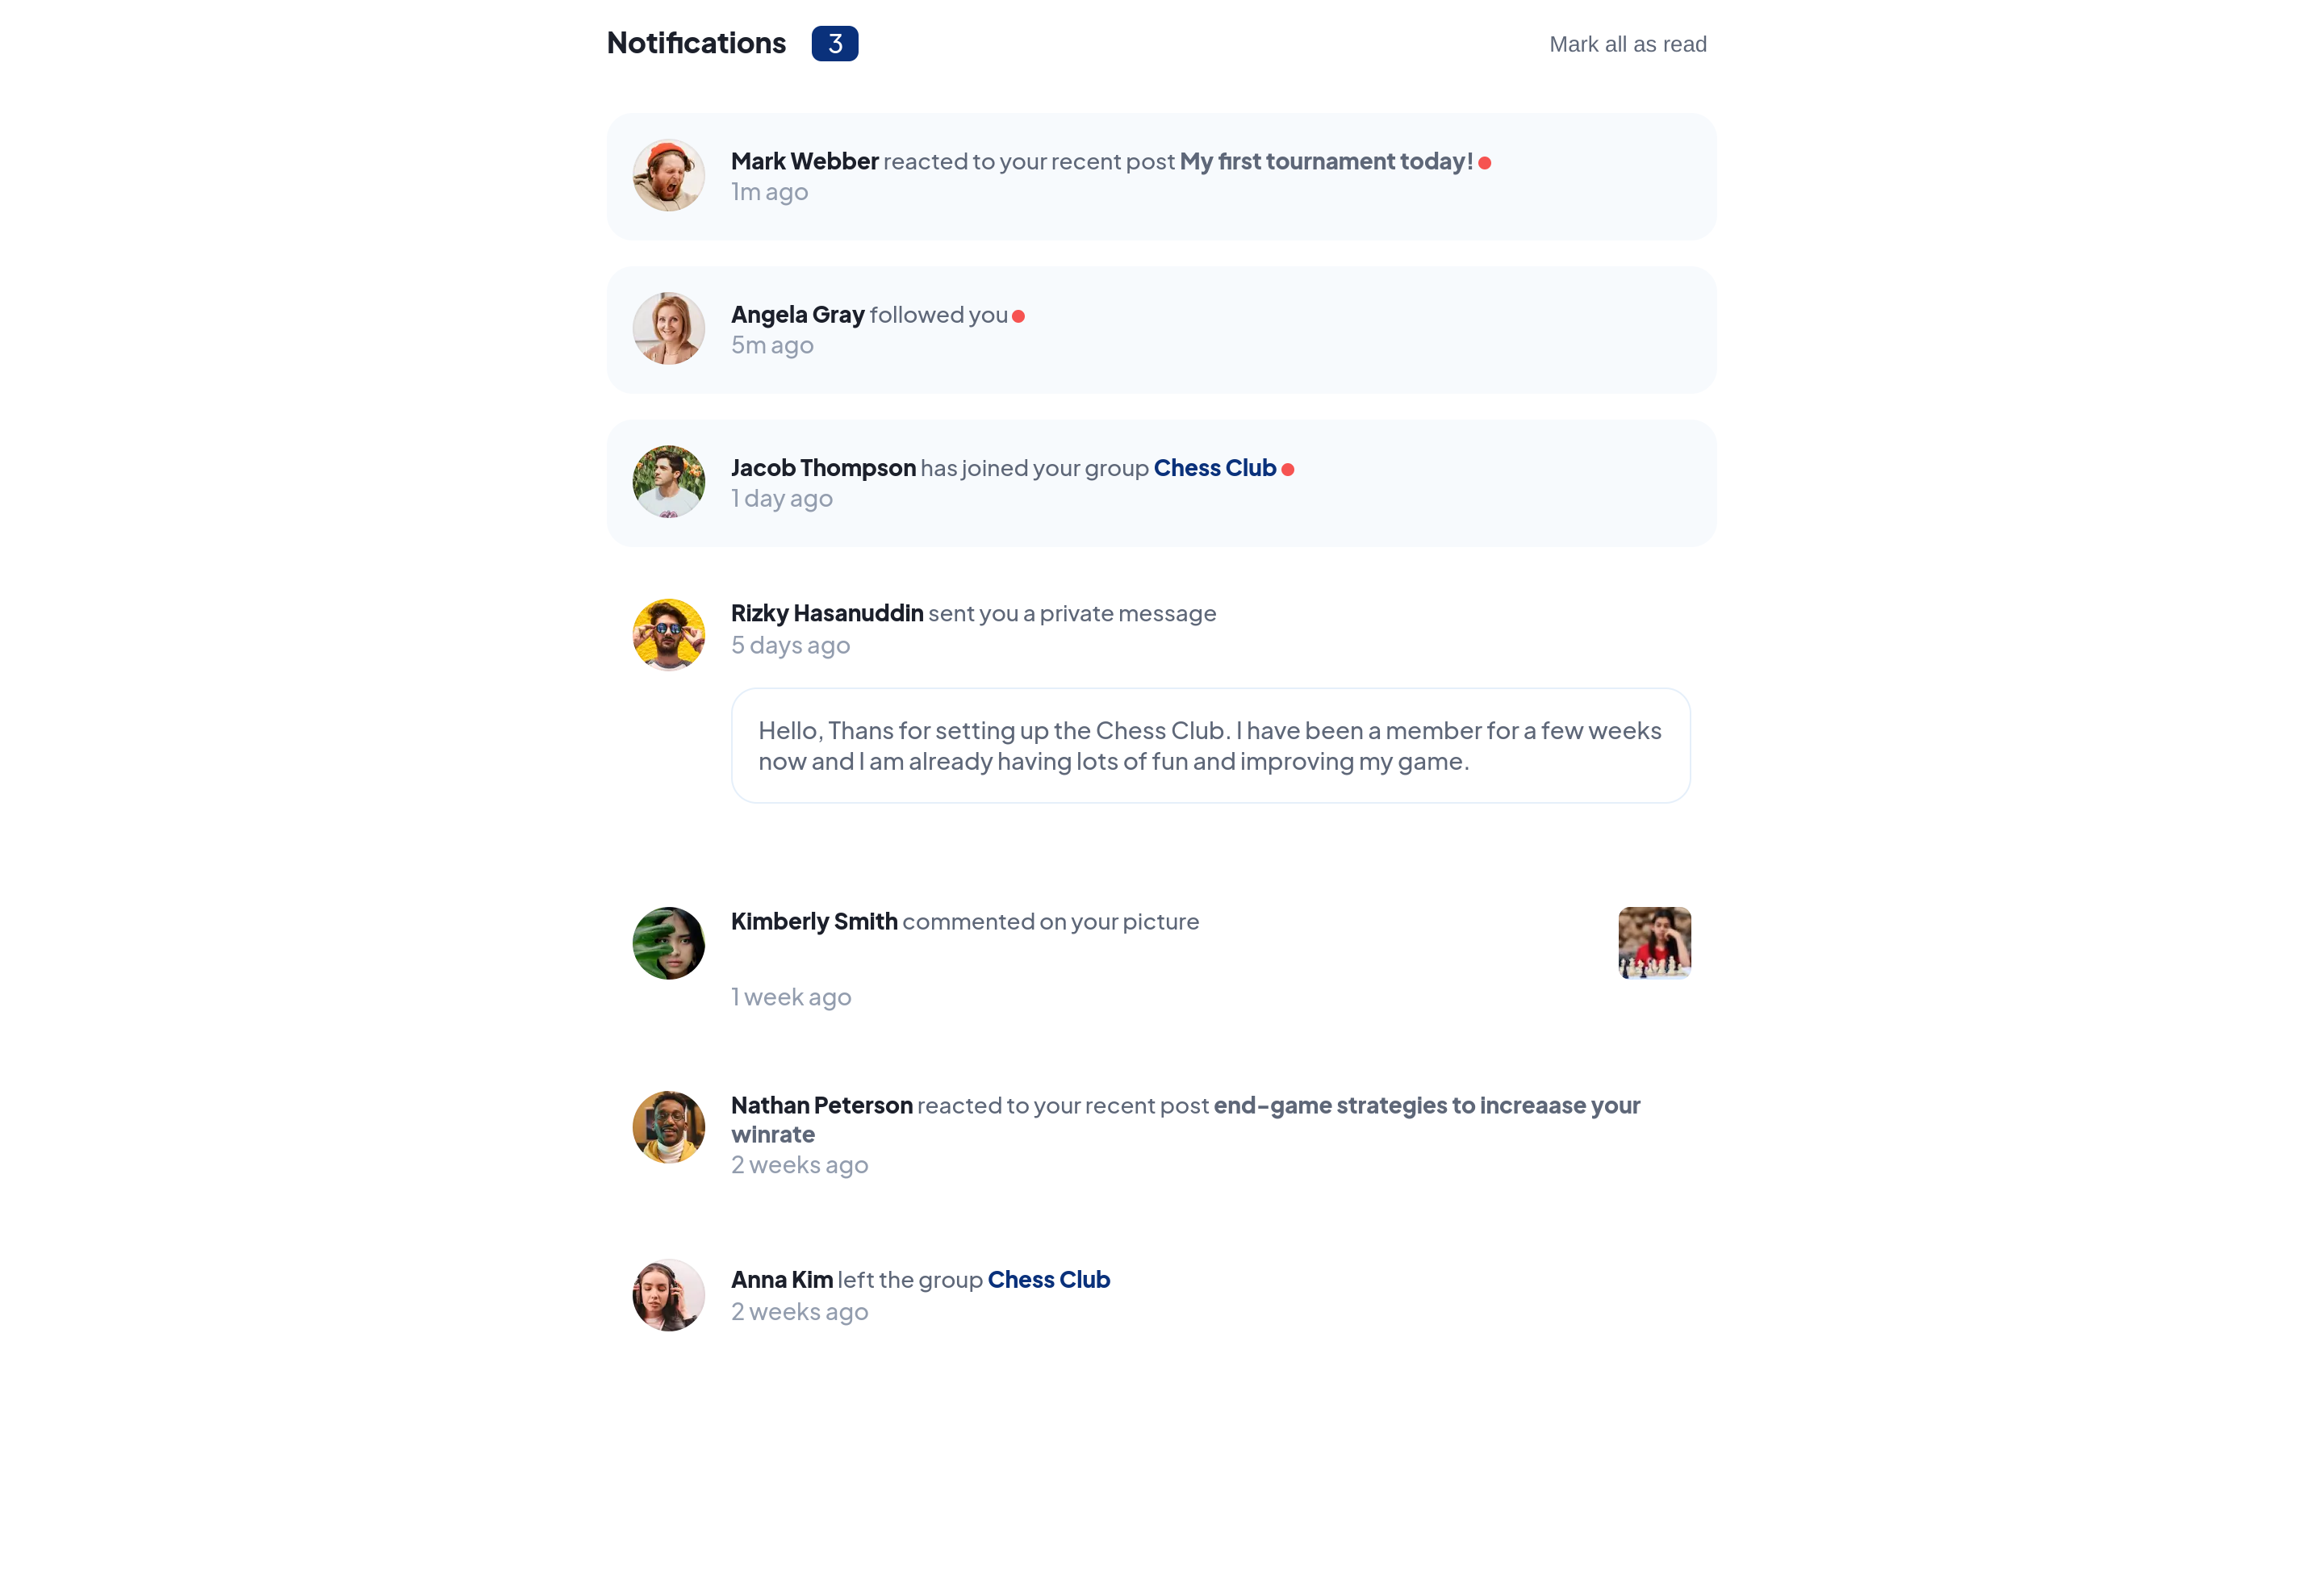 Notifications 3 Mark all as read
Mark Webber reacted to your recent post My first tournament today!
1m ago
Angela Gray followed you
5m ago
Jacob Thompson has joined your group Chess Club
1 day ago
Rizky Hasanuddin sent you a private message
5 days ago
Hello, Thans for setting up the Chess Club. I have been a member for a few weeks
now and I am already having lots of fun and improving my game.
Kimberly Smith commented on your picture
1 week ago
Nathan Peterson reacted to your recent post end-game strategies to increaase your
winrate
2 weeks ago
Anna Kim left the group Chess Club
2 weeks ago